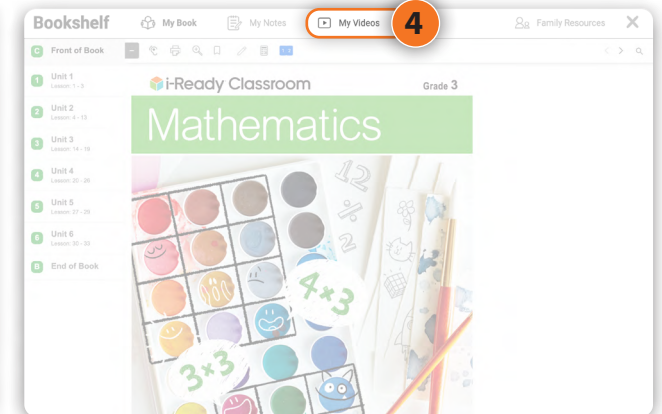 Bookshelf My Book My Notes My Videos 4 Family Resources
C Front of Book
1 Unit 1
Lesson: 1 - 3
2 Unit 2
Lesson: 4 - 13
3 Unit 3
Lesson: 14 - 19
4 Unit 4
Lesson: 20 - 26
5 Unit 5
Lesson: 27 - 29
6 Unit 6
Lesson: 30 - 33
B End of Book
i-Ready Classroom Grade 3
Mathematics
12
%
2
4×3
3×3